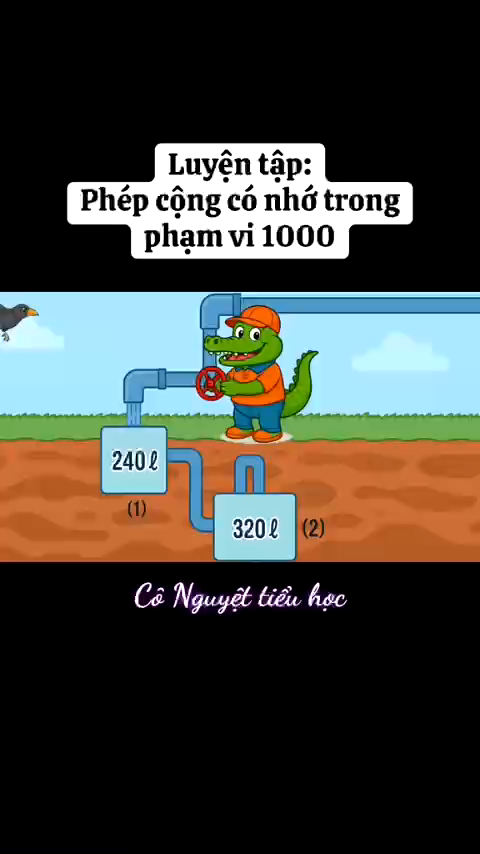 Luyện tập:
Phép cộng có nhớ trong
phạm vi 1000
240 ℓ
(1)
320 ℓ (2)
Cô Nguyệt tiểu học